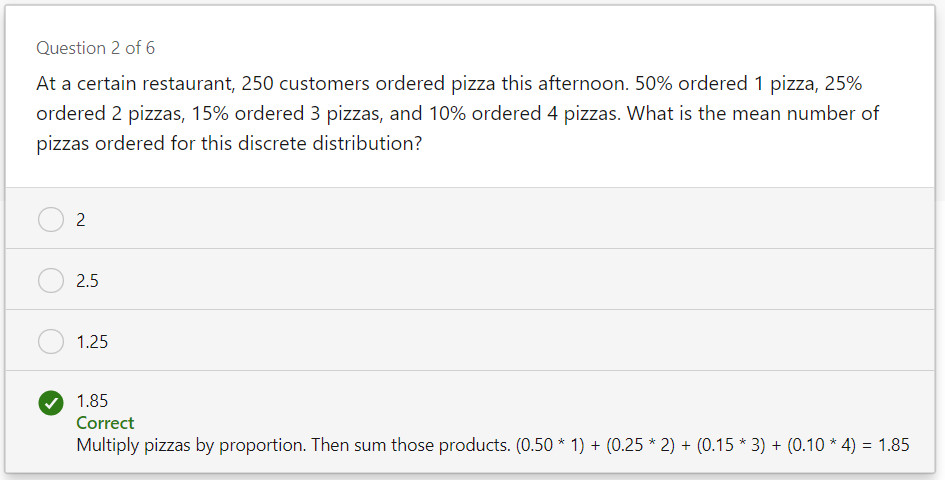 Question 2 of 6
At a certain restaurant, 250 customers ordered pizza this afternoon. 50% ordered 1 pizza, 25%
ordered 2 pizzas, 15% ordered 3 pizzas, and 10% ordered 4 pizzas. What is the mean number of
pizzas ordered for this discrete distribution?
2
2.5
1.25
1.85
Correct
Multiply pizzas by proportion. Then sum those products. (0.50 * 1) + (0.25 * 2) + (0.15 * 3) + (0.10 * 4) = 1.85